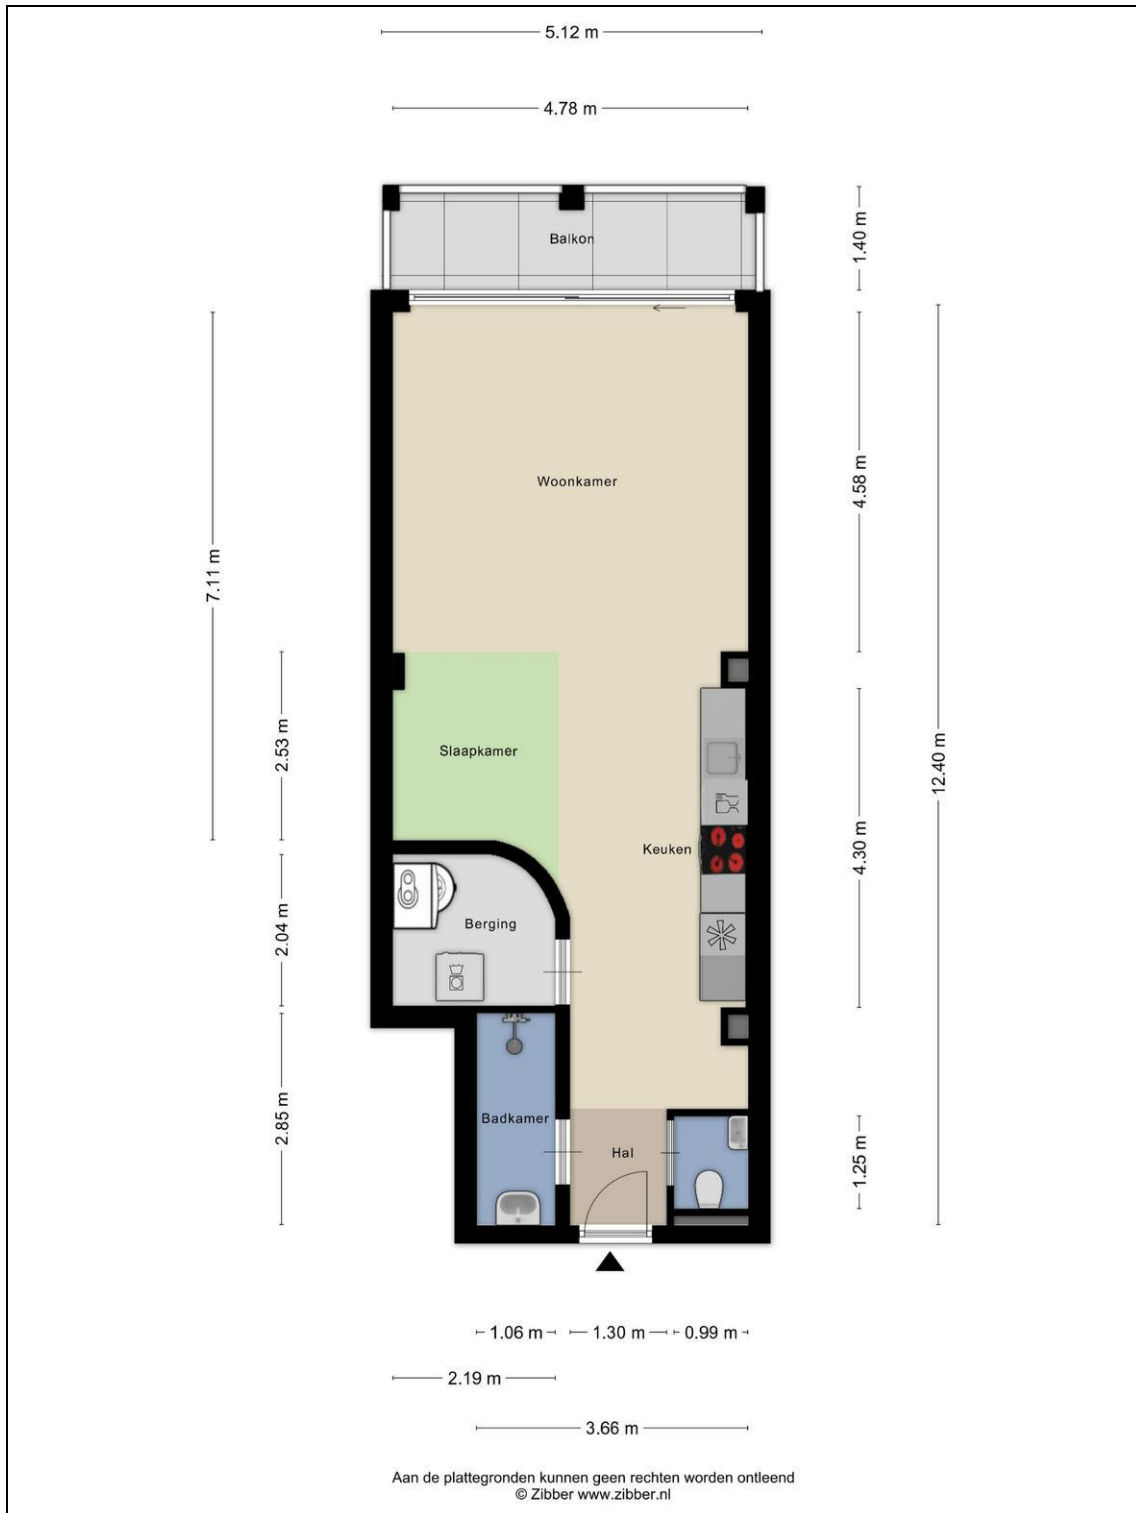 5.12 m
4.78 m
Balkon
1.40 m
Woonkamer
4.58 m
7.11 m
Slaapkamer
2.53 m
12.40 m
Keuken
4.30 m
Berging
2.04 m
Badkamer
2.85 m
Hal
1.25 m
1.06 m
1.30 m
0.99 m
2.19 m
3.66 m
Aan de plattegronden kunnen geen rechten worden ontleend
© Zibber www.zibber.nl